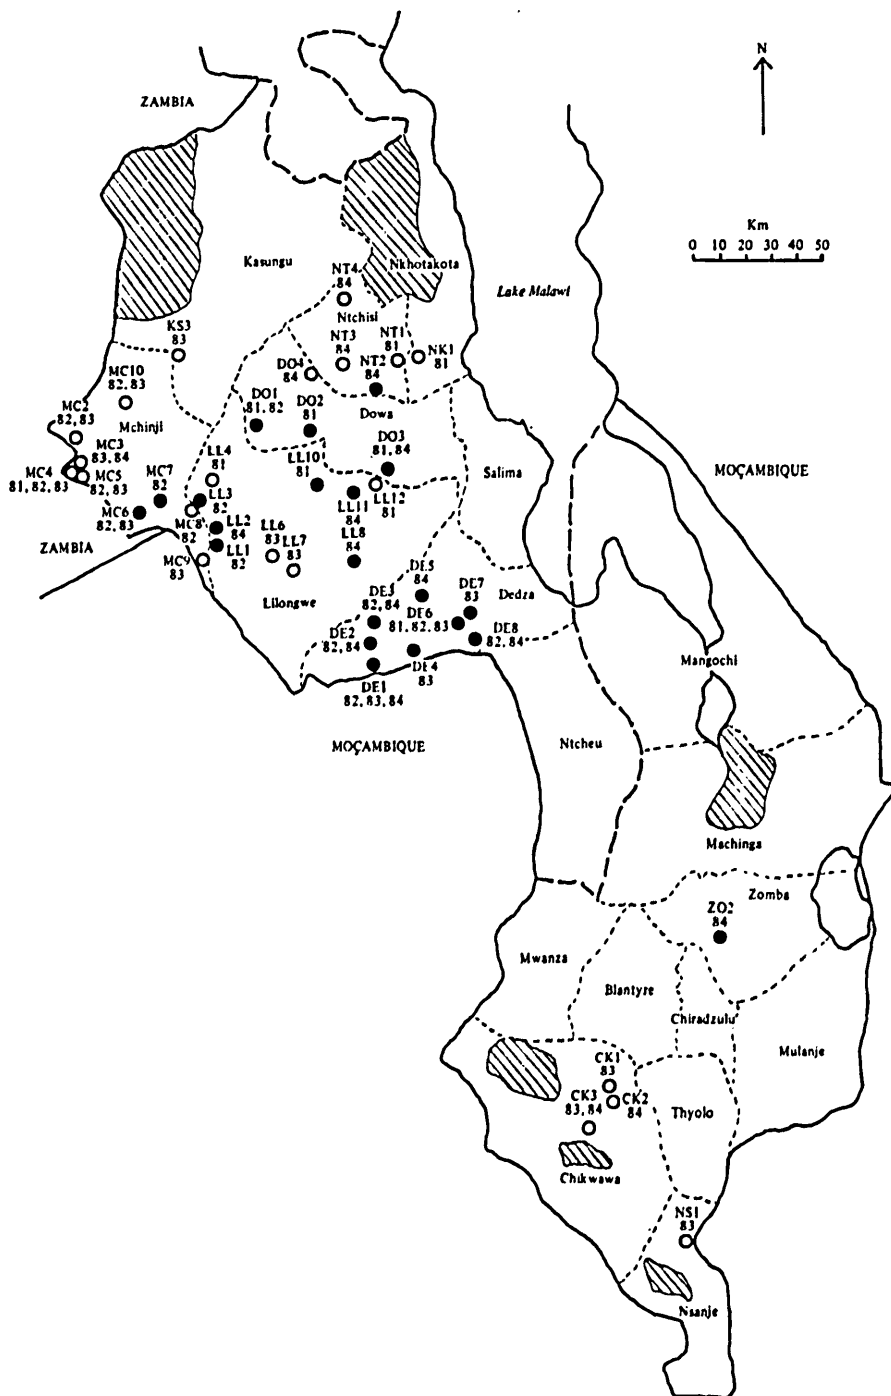 N
ZAMBIA
Km
0 10 20 30 40 50
Kasungu
Nkhotakota
NT4
84
Ntchisi
Lake Malawi
KS3
83
NT3
84
NT1
81
NK1
81
DO4
84
NT2
84
MC10
82, 83
MC2
82, 83
Mchinji
DO1
81, 82
DO2
81
Dowa
MC3
83, 84
MC4
81, 82, 83
MC5
82, 83
MC7
82
LL4
81
LL10
81
DO3
81, 84
Salima
MOÇAMBIQUE
MC6
82, 83
MC8
82
LL3
82
LL2
84
LL1
82
LL11
84
LL12
81
ZAMBIA
MC9
83
LL6
83
LL7
83
LL8
84
Lilongwe
DE5
84
DE7
83
Dedza
DE3
82, 84
DE6
81, 82, 83
DE2
82, 84
DE8
82, 84
DE4
83
DE1
82, 83, 84
Mangochi
MOÇAMBIQUE
Ntcheu
Machinga
Zomba
ZO2
84
Mwanza
Blantyre
Chiradzulu
Mulanje
CK1
83
CK3
83, 84
CK2
84
Thyolo
Chikwawa
NS1
83
Nsanje